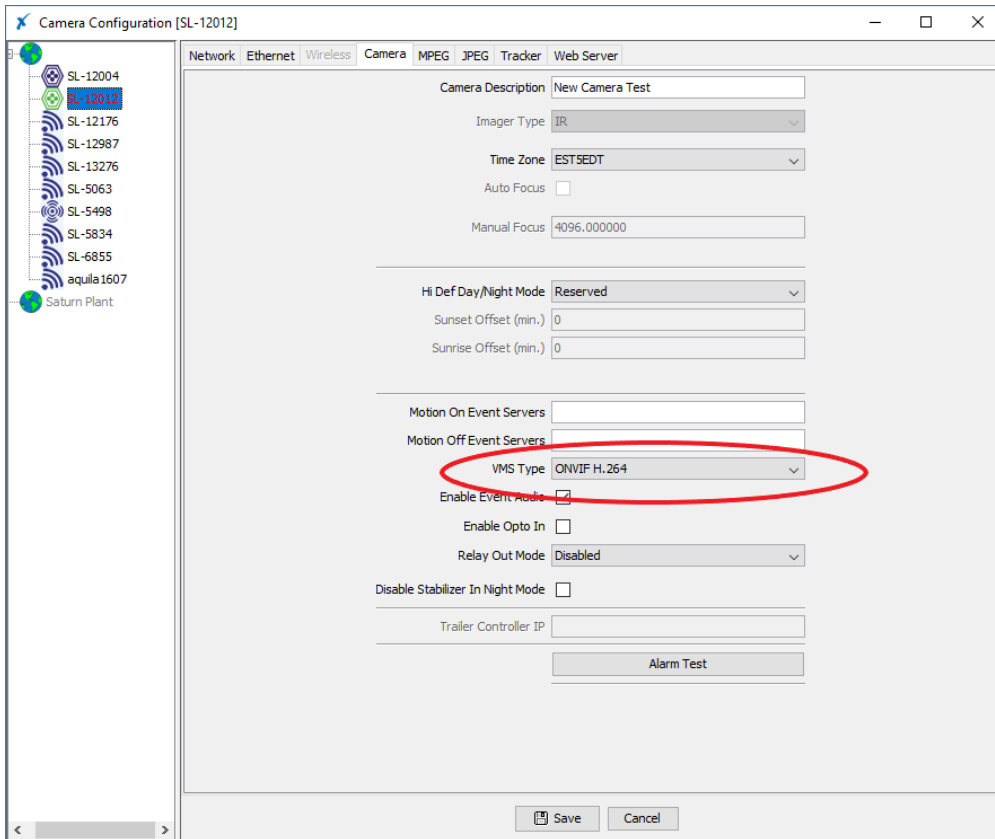 Camera Configuration [SL-12012]
SL-12004
SL-12012
SL-12176
SL-12987
SL-13276
SL-5063
SL-5498
SL-5834
SL-6855
aquila1607
Saturn Plant
Network Ethernet Wireless Camera MPEG JPEG Tracker Web Server
Camera Description New Camera Test
Imager Type IR
Time Zone EST5EDT
Auto Focus
Manual Focus 4096.000000
Hi Def Day/Night Mode Reserved
Sunset Offset (min.) 0
Sunrise Offset (min.) 0
Motion On Event Servers
Motion Off Event Servers
VMS Type ONVIF H.264
Enable Event Audio
Enable Opto In
Relay Out Mode Disabled
Disable Stabilizer In Night Mode
Trailer Controller IP
Alarm Test
Save Cancel